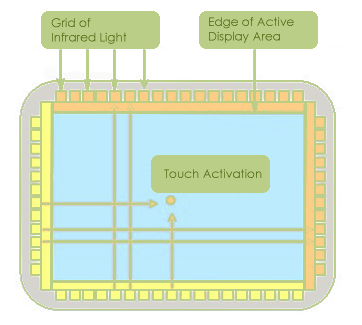 Grid of
Infrared Light
Edge of Active
Display Area
Touch Activation